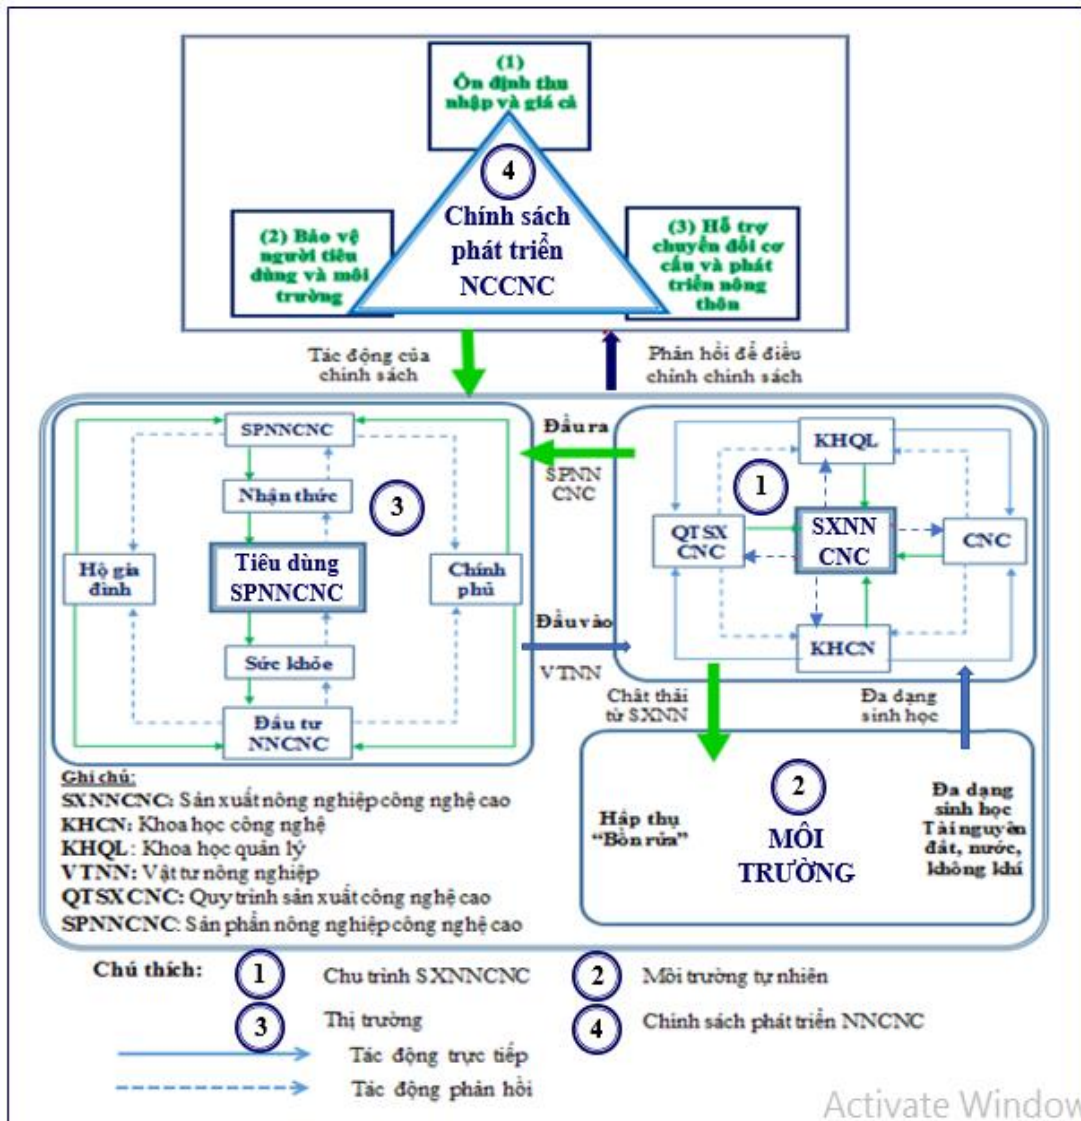 (1)
Ổn định thu
nhập và giá cả
4
Chính sách
phát triển
NCCNC
(2) Bảo vệ
người tiêu
dùng và môi
trường
(3) Hỗ trợ
chuyển đổi cơ
cấu và phát
triển nông
thôn
Tác động của
chính sách
Phản hồi để điều
chỉnh chính sách
SPNNCNC
Nhận thức
3
Hộ gia
đình
Tiêu dùng
SPNNCNC
Chính
phủ
Sức khỏe
Đầu tư
NNCNC
Đầu ra
SPNN
CNC
Đầu vào
VTNN
KHQL
1
QTSX
CNC
SXNN
CNC
CNC
KHCN
Chất thải
từ SXNN
Đa dạng
sinh học
Hấp thụ
“Bồn rửa”
2
MÔI
TRƯỜNG
Đa dạng
sinh học
Tài nguyên
đất, nước,
không khí
Ghi chú:
SXNNCNC: Sản xuất nông nghiệp công nghệ cao
KHCN: Khoa học công nghệ
KHQL : Khoa học quản lý
VTNN: Vật tư nông nghiệp
QTSXCNC: Quy trình sản xuất công nghệ cao
SPNNCNC: Sản phẩn nông nghiệp công nghệ cao
Chú thích:
1 Chu trình SXNNCNC
2 Môi trường tự nhiên
3 Thị trường
4 Chính sách phát triển NNCNC
Tác động trực tiếp
Tác động phản hồi
Activate Window